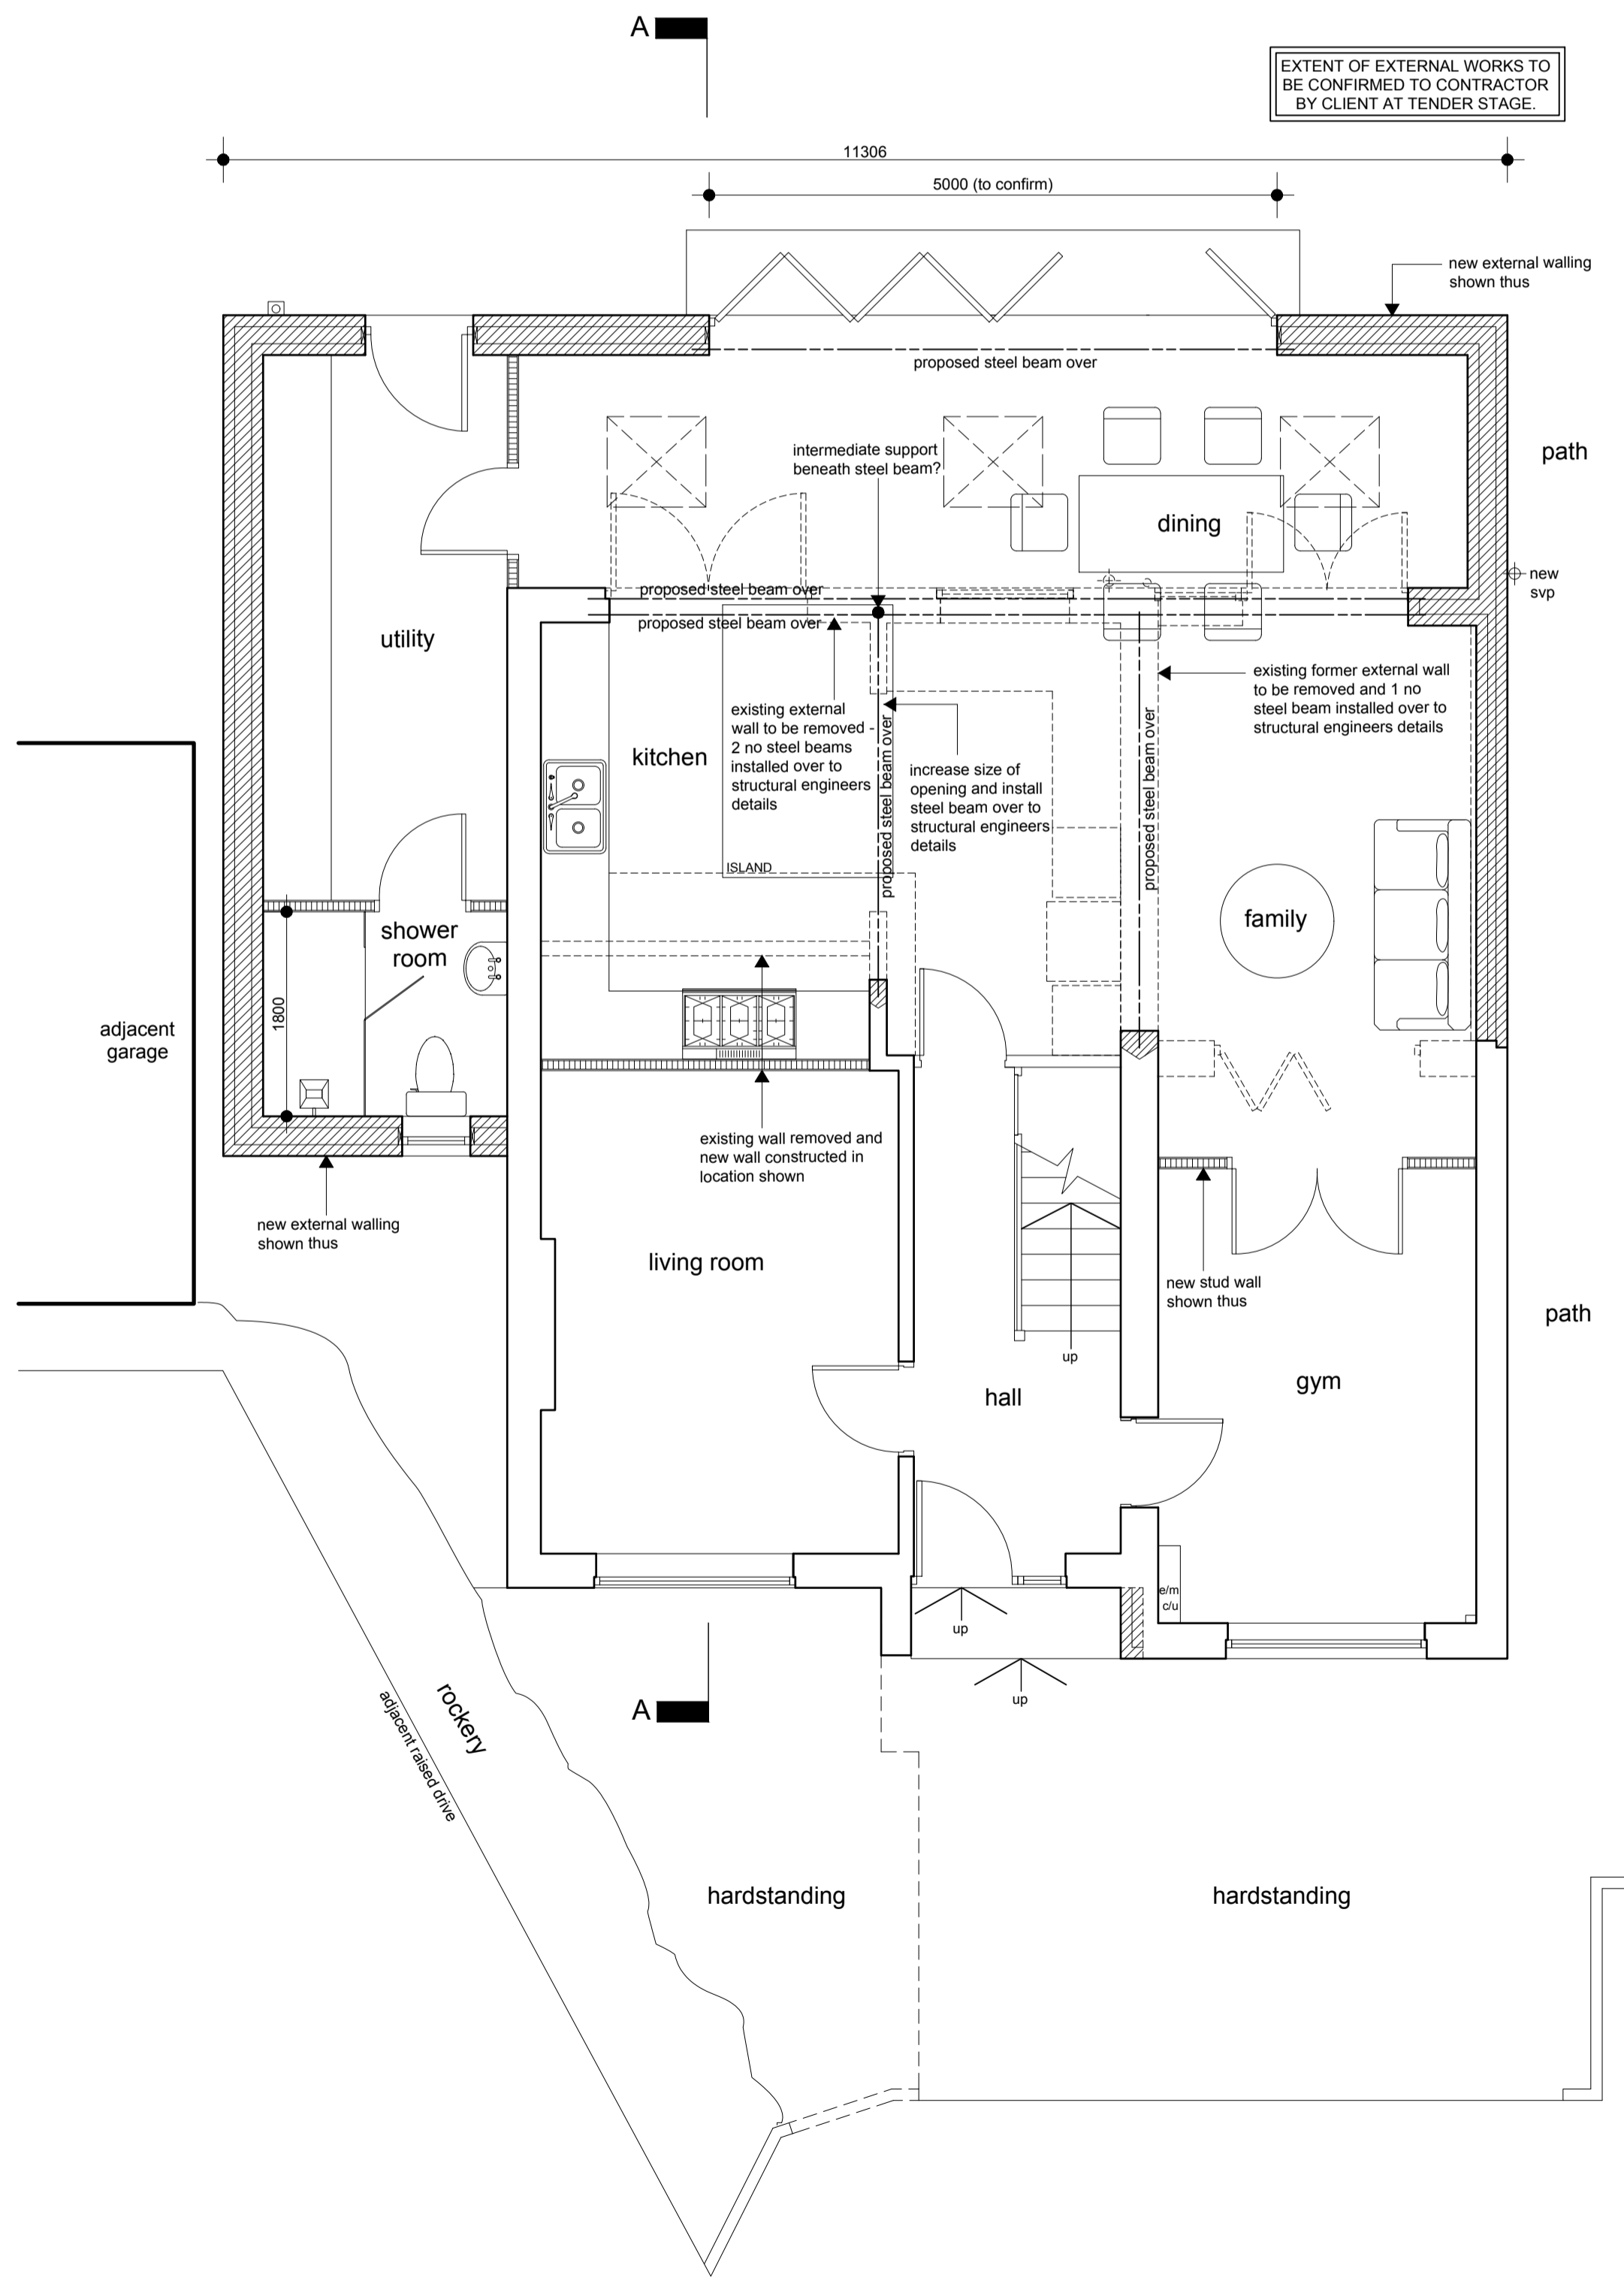 A
EXTENT OF EXTERNAL WORKS TO
BE CONFIRMED TO CONTRACTOR
BY CLIENT AT TENDER STAGE.
11306
5000 (to confirm)
new external walling
shown thus
proposed steel beam over
intermediate support
beneath steel beam?
path
dining
new
svp
proposed steel beam over
proposed steel beam over
utility
existing former external wall
to be removed and 1 no
steel beam installed over to
structural engineers details
existing external
wall to be removed -
2 no steel beams
installed over to
structural engineers
details
kitchen
proposed steel beam over
increase size of
opening and install
steel beam over to
structural engineers
details
proposed steel beam over
ISLAND
family
shower
room
1800
adjacent
garage
existing wall removed and
new wall constructed in
location shown
new external walling
shown thus
living room
new stud wall
shown thus
path
up
hall
gym
e/m
c/u
up
up
A
rockery
adjacent raised drive
hardstanding
hardstanding